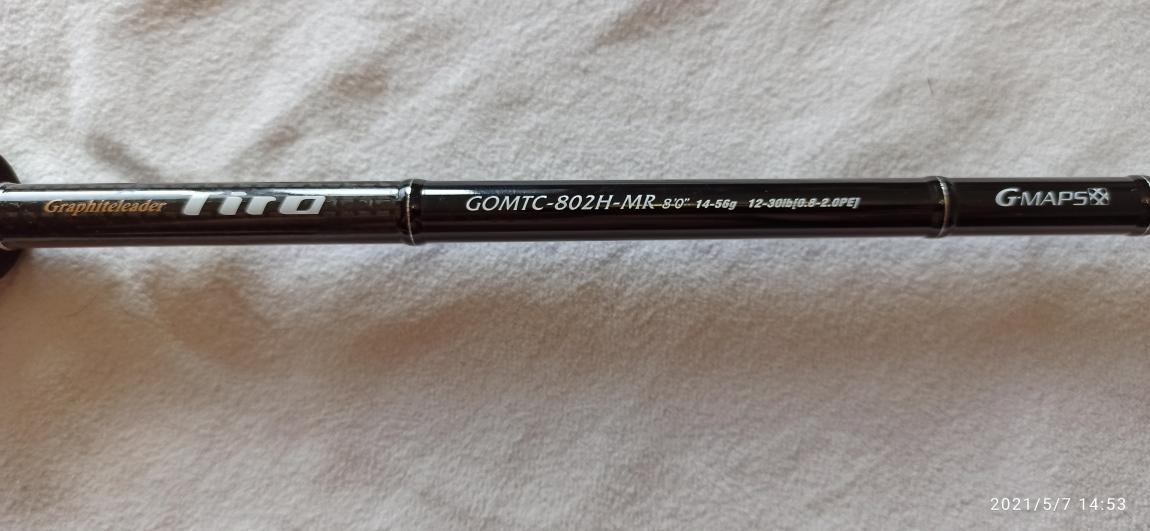 Graphiteleader Tiro GOMTC-802H-MR 8'0" 14-56g 12-30lb[0.8-2.0PE] G-MAPS
2021/5/7 14:53